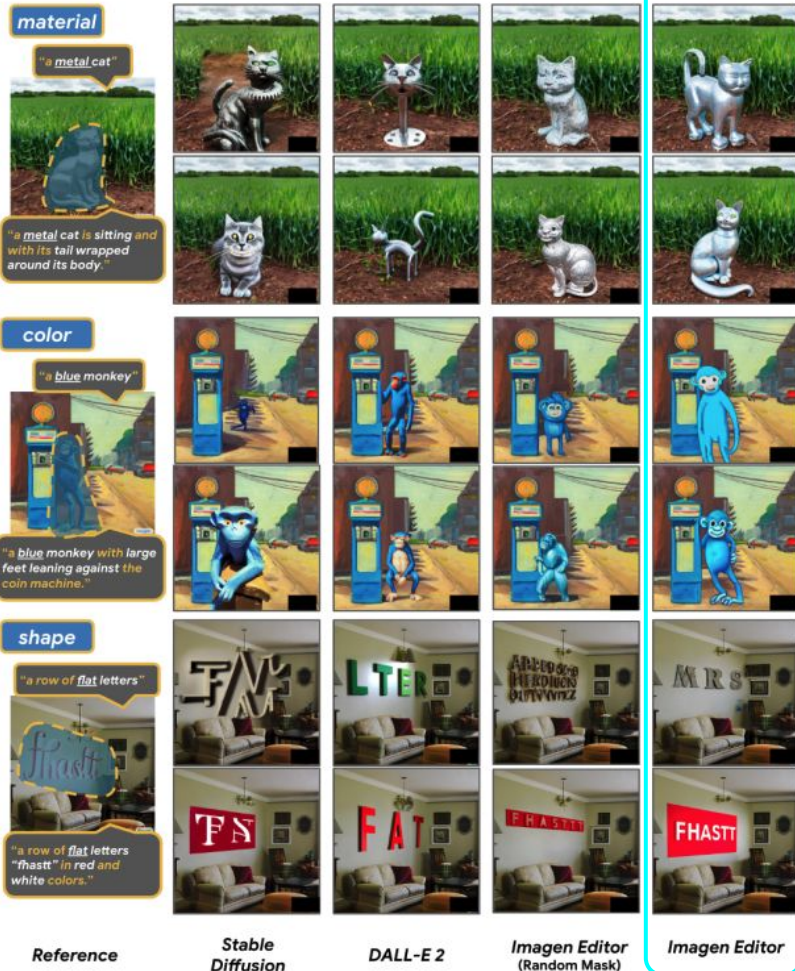 material
"a metal cat"
"a metal cat is sitting and
with its tail wrapped
around its body."
color
"a blue monkey"
"a blue monkey with large
feet leaning against the
coin machine."
shape
"a row of flat letters"
fhastt
"a row of flat letters
"fhastt" in red and
white colors."
LTER
MRS
FAT
FHASTTT
FHASTT
Reference
Stable
Diffusion
DALL-E 2
Imagen Editor
(Random Mask)
Imagen Editor